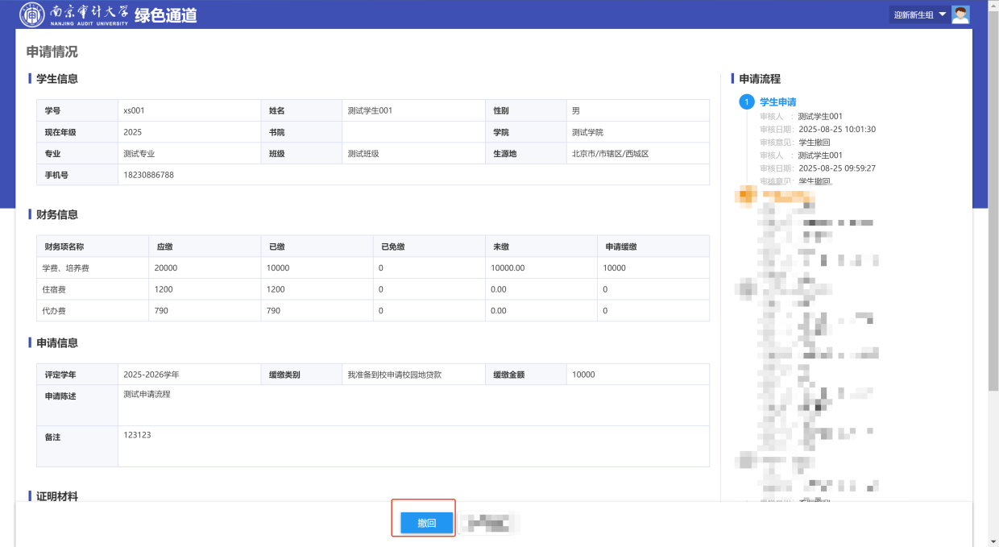 南京审计大学
NANJING AUDIT UNIVERSITY
绿色通道
迎新新生组
申请情况
学生信息
学号 xs001 姓名 测试学生001 性别 男
现在年级 2025 书院 学院 测试学院
专业 测试专业 班级 测试班级 生源地 北京市/市辖区/西城区
手机号 18230886788
财务信息
财务项名称 应缴 已缴 已免缴 未缴 申请缓缴
学费、培养费 20000 10000 0 10000.00 10000
住宿费 1200 1200 0 0.00 0
代办费 790 790 0 0.00 0
申请信息
评定学年 2025-2026学年 缓缴类别 我准备到校申请校园地贷款 缓缴金额 10000
申请陈述 测试申请流程
备注 123123
证明材料
撤回
申请流程
1 学生申请
审核人 : 测试学生001
审核日期: 2025-08-25 10:01:30
审核意见: 学生撤回
审核人 : 测试学生001
审核日期: 2025-08-25 09:59:27
审核意见: 学生撤回